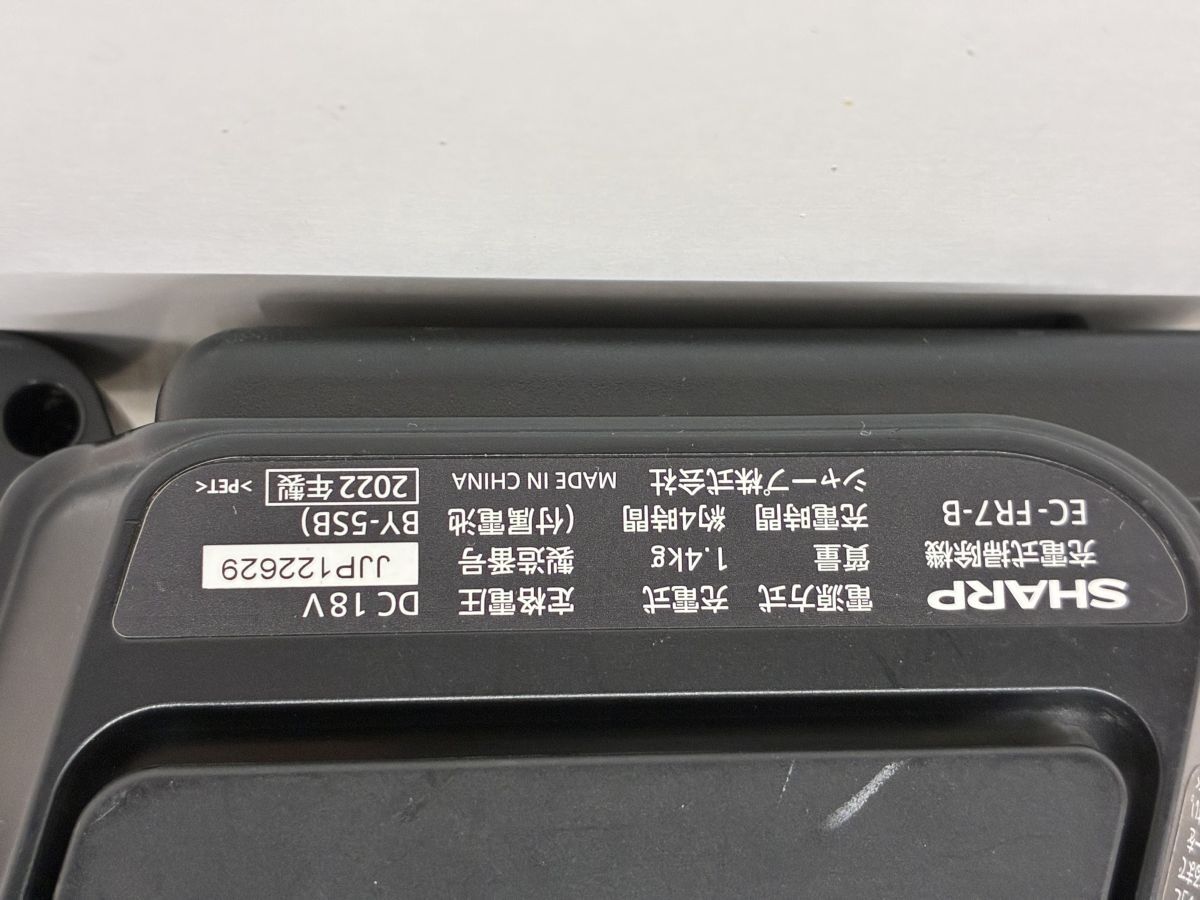 SHARP
充電式掃除機
EC-FR7-B
電源方式 充電式 定格電圧 DC18V
質量 1.4kg 製造番号 JJP122629
充電時間 約4時間 (付属電池 BY-5SB)
シャープ株式会社 MADE IN CHINA 2022年製 >PET<